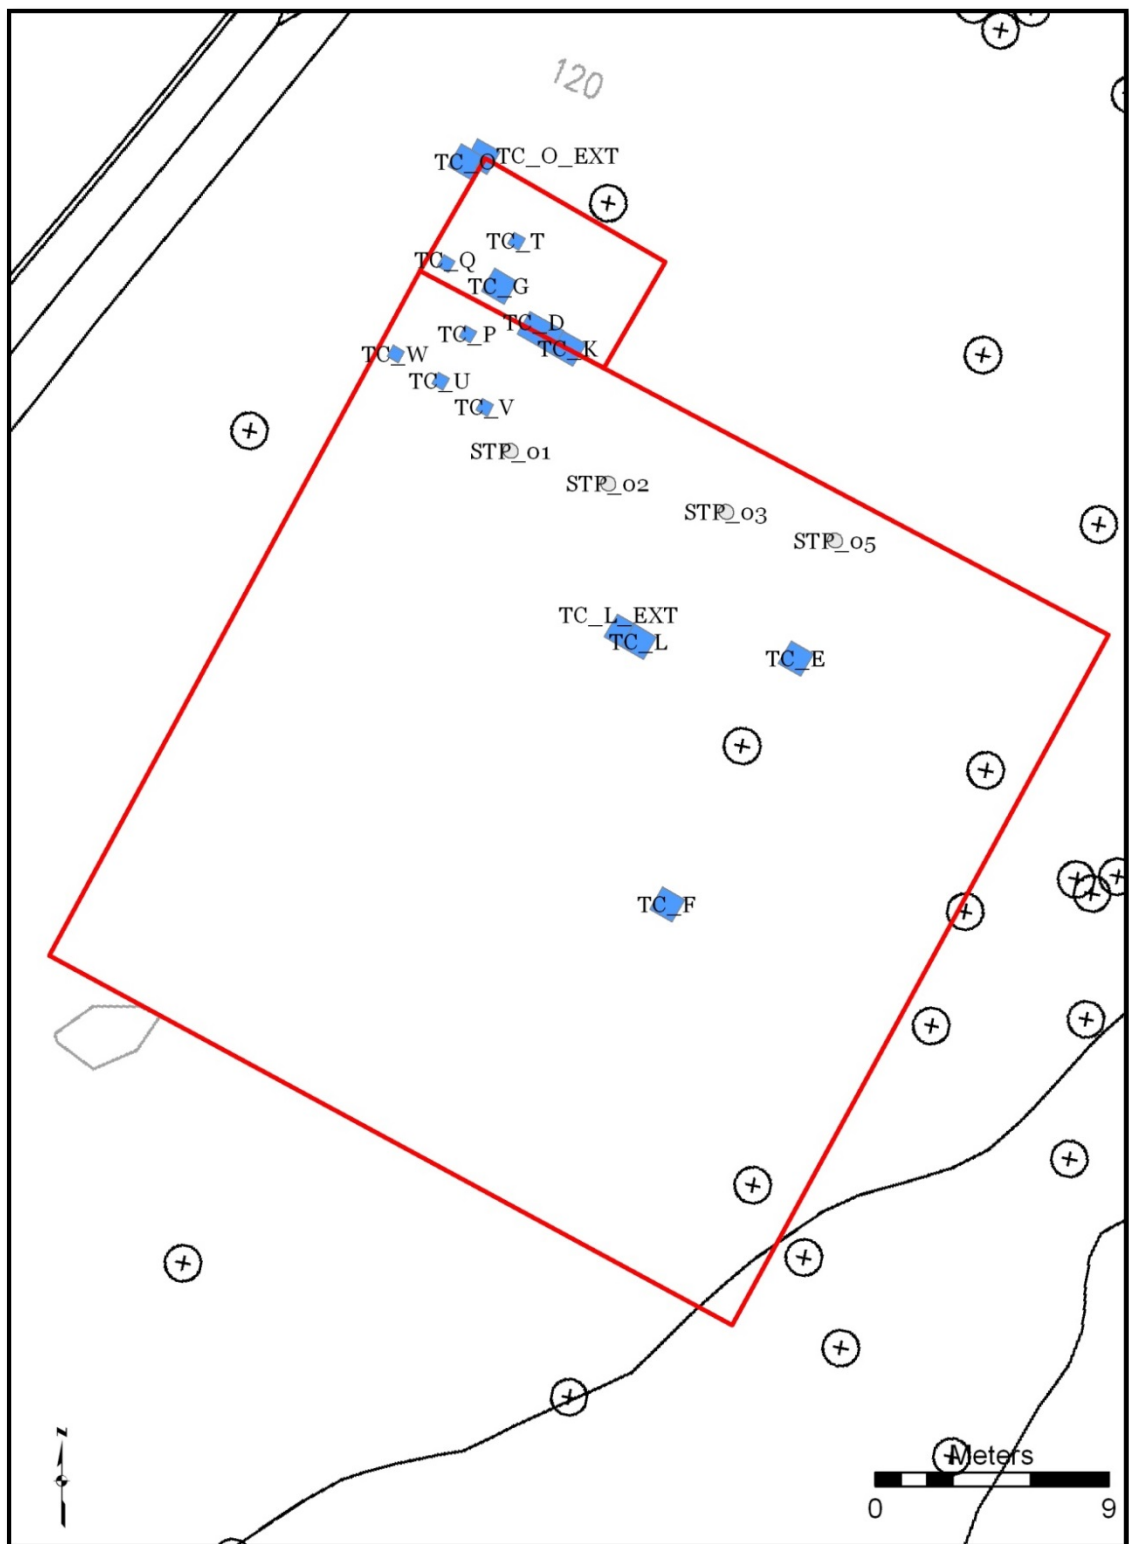 120
TC_O_EXT
TC_O
TC_T
TC_Q
TC_G
TC_D
TC_P
TC_K
TC_W
TC_U
TC_V
STP_01
STP_02
STP_03
STP_05
TC_L_EXT
TC_L
TC_E
TC_F
z
Meters
0 9